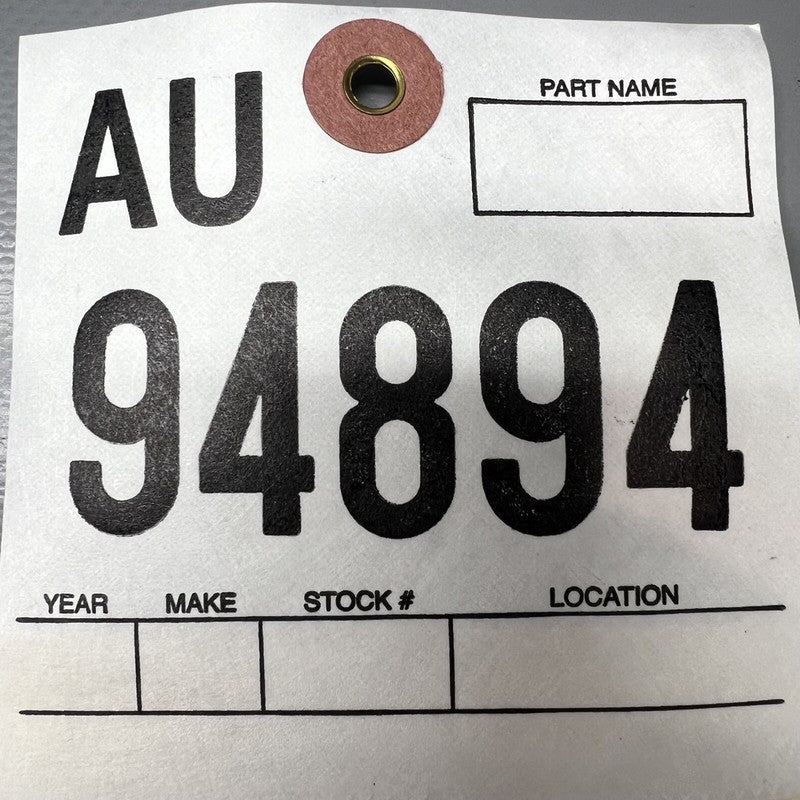 AU
PART NAME
94894
YEAR MAKE STOCK # LOCATION